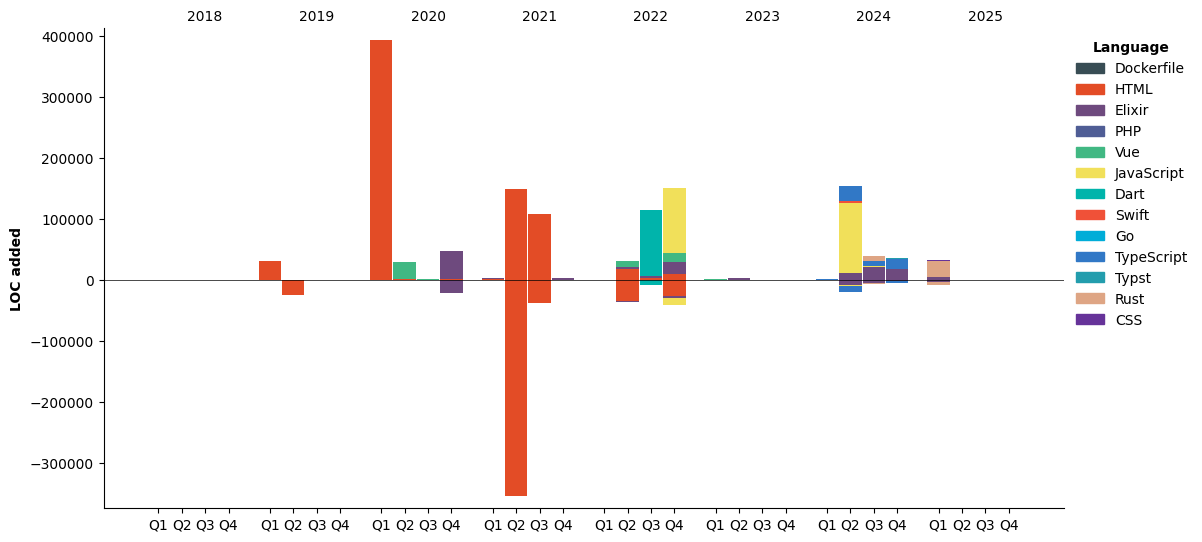 2018 2019 2020 2021 2022 2023 2024 2025
LOC added
400000
300000
200000
100000
0
−100000
−200000
−300000
Q1 Q2 Q3 Q4 Q1 Q2 Q3 Q4 Q1 Q2 Q3 Q4 Q1 Q2 Q3 Q4 Q1 Q2 Q3 Q4 Q1 Q2 Q3 Q4 Q1 Q2 Q3 Q4 Q1 Q2 Q3 Q4
Language
Dockerfile
HTML
Elixir
PHP
Vue
JavaScript
Dart
Swift
Go
TypeScript
Typst
Rust
CSS